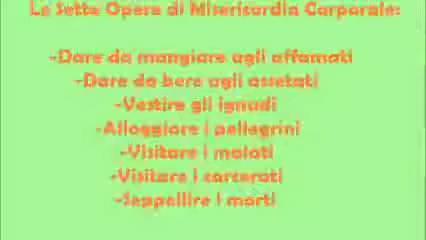 Le Sette Opere di Misericordia Corporale:
-Dare da mangiare agli affamati
-Dare da bere agli assetati
-Vestire gli ignudi
-Alloggiare i pellegrini
-Visitare i malati
-Visitare i carcerati
-Seppellire i morti